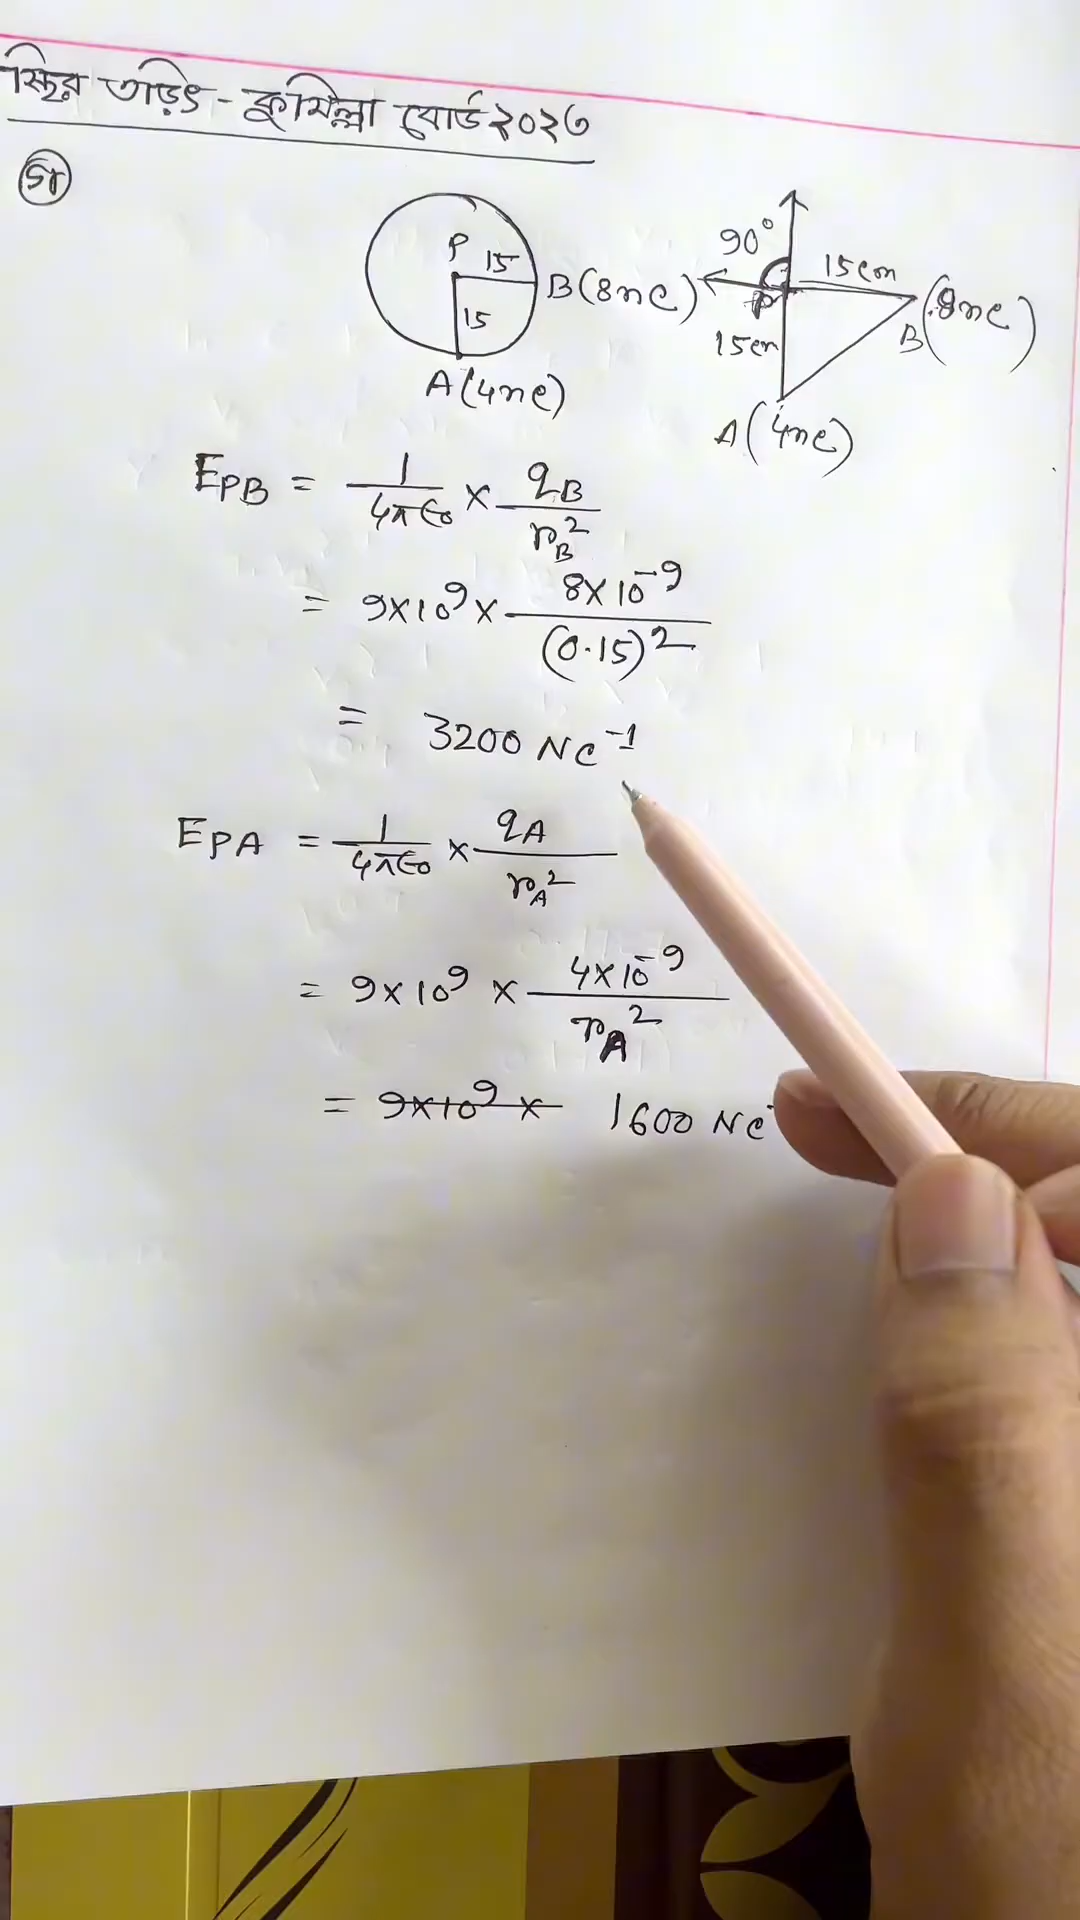 স্থির তড়িৎ - কুমিল্লা বোর্ড ২০২৩
গ
P
15
15
B(8nC)
A(4nC)
90°
15cm
P
15cm
B(8nC)
A(4nC)
EPB = 1/4πϵ₀ × qB/rB²
= 9×10⁹ × 8×10⁻⁹/(0.15)²
= 3200 NC⁻¹
EPA = 1/4πϵ₀ × qA/rA²
= 9×10⁹ × 4×10⁻⁹/rA²
= 9×10⁹ × 1600 NC